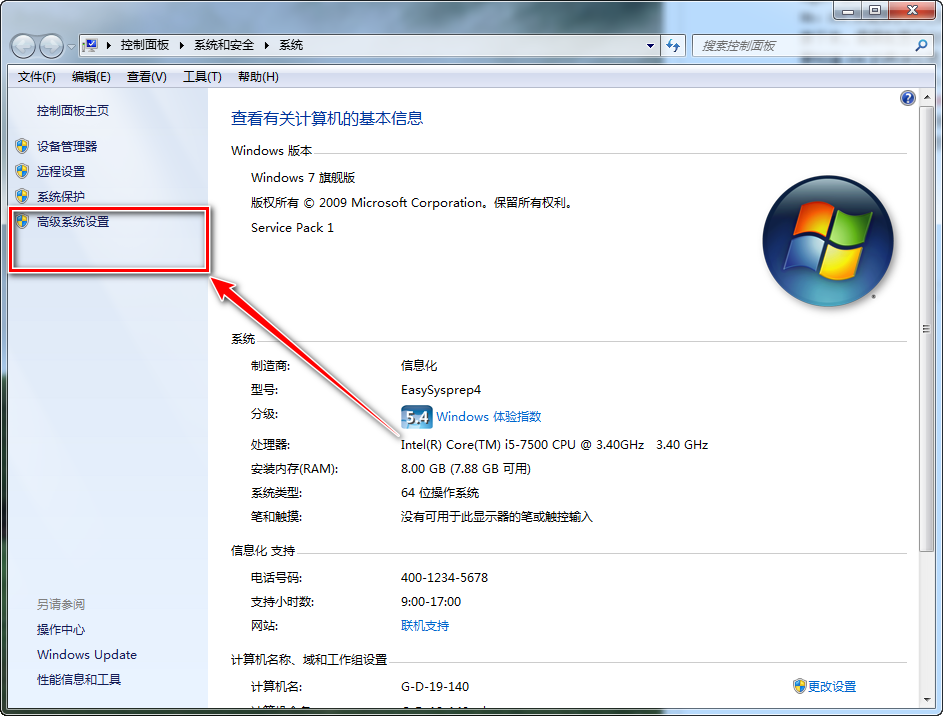 控制面板 系统和安全 系统
搜索控制面板
文件(F) 编辑(E) 查看(V) 工具(T) 帮助(H)
控制面板主页
设备管理器
远程设置
系统保护
高级系统设置
另请参阅
操作中心
Windows Update
性能信息和工具
查看有关计算机的基本信息
Windows 版本
Windows 7 旗舰版
版权所有 © 2009 Microsoft Corporation。保留所有权利。
Service Pack 1
系统
制造商: 信息化
型号: EasySysprep4
分级: 5.4 Windows 体验指数
处理器: Intel(R) Core(TM) i5-7500 CPU @ 3.40GHz 3.40 GHz
安装内存(RAM): 8.00 GB (7.88 GB 可用)
系统类型: 64 位操作系统
笔和触摸: 没有可用于此显示器的笔或触控输入
信息化 支持
电话号码: 400-1234-5678
支持小时数: 9:00-17:00
网站: 联机支持
计算机名称、域和工作组设置
计算机名: G-D-19-140 更改设置